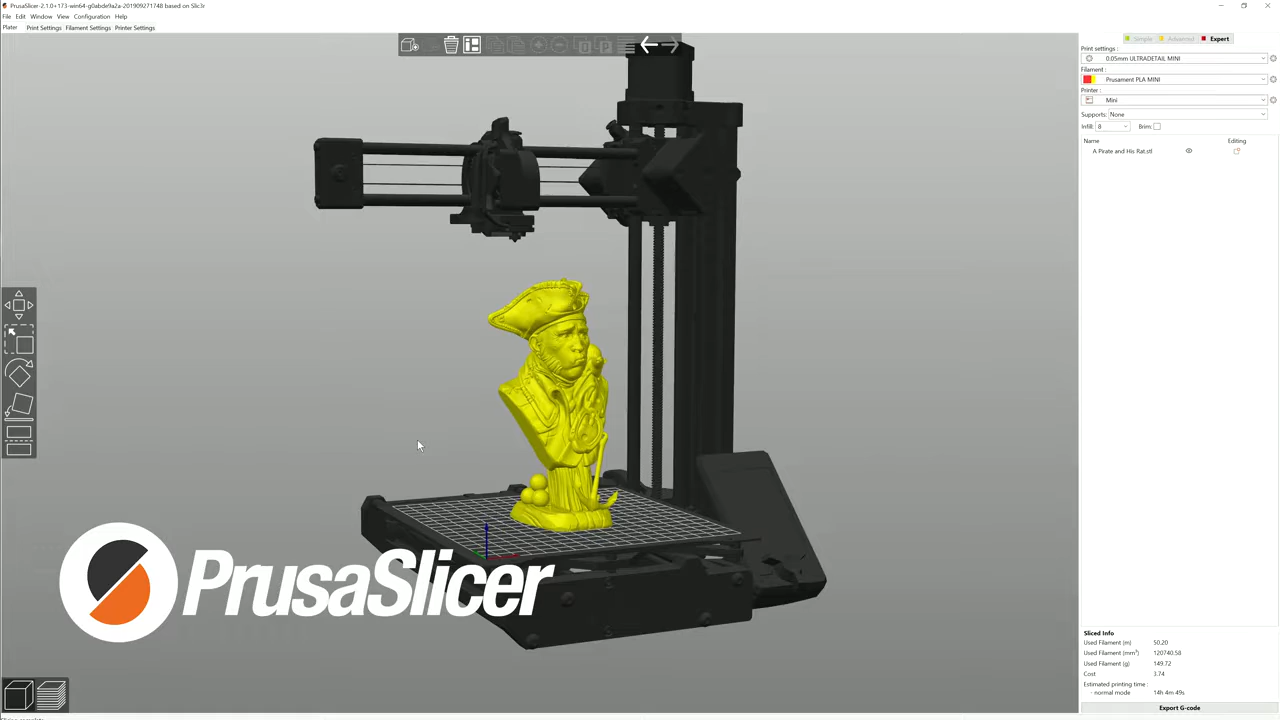 PrusaSlicer-2.1.0+173-win64-g0abde9a2a-201909271748 based on Slic3r
File Edit Window View Configuration Help
Plater Print Settings Filament Settings Printer Settings
Simple Advanced Expert
Print settings :
0.05mm ULTRADETAIL MINI
Filament :
Prusament PLA MINI
Printer :
Mini
Supports: None
Infill: 8 Brim:
Name Editing
A Pirate and His Rat.stl
PrusaSlicer
Sliced Info
Used Filament (m) 50.20
Used Filament (mm³) 120740.58
Used Filament (g) 149.72
Cost 3.74
Estimated printing time :
- normal mode 14h 4m 49s
Export G-code